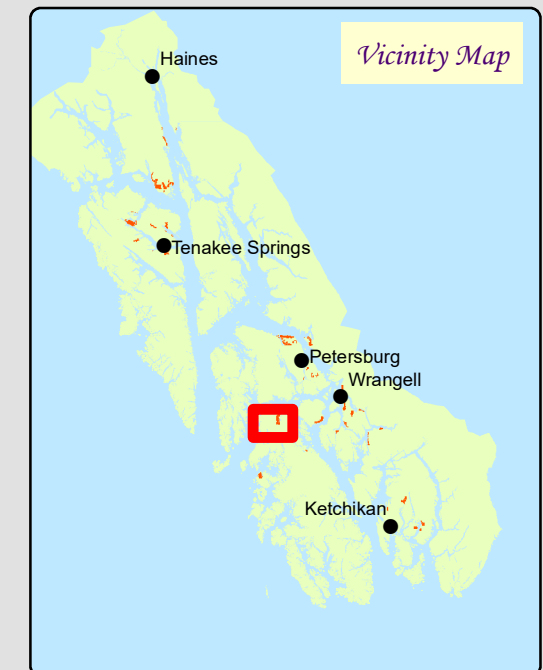 Vicinity Map
Haines
Tenakee Springs
Petersburg
Wrangell
Ketchikan